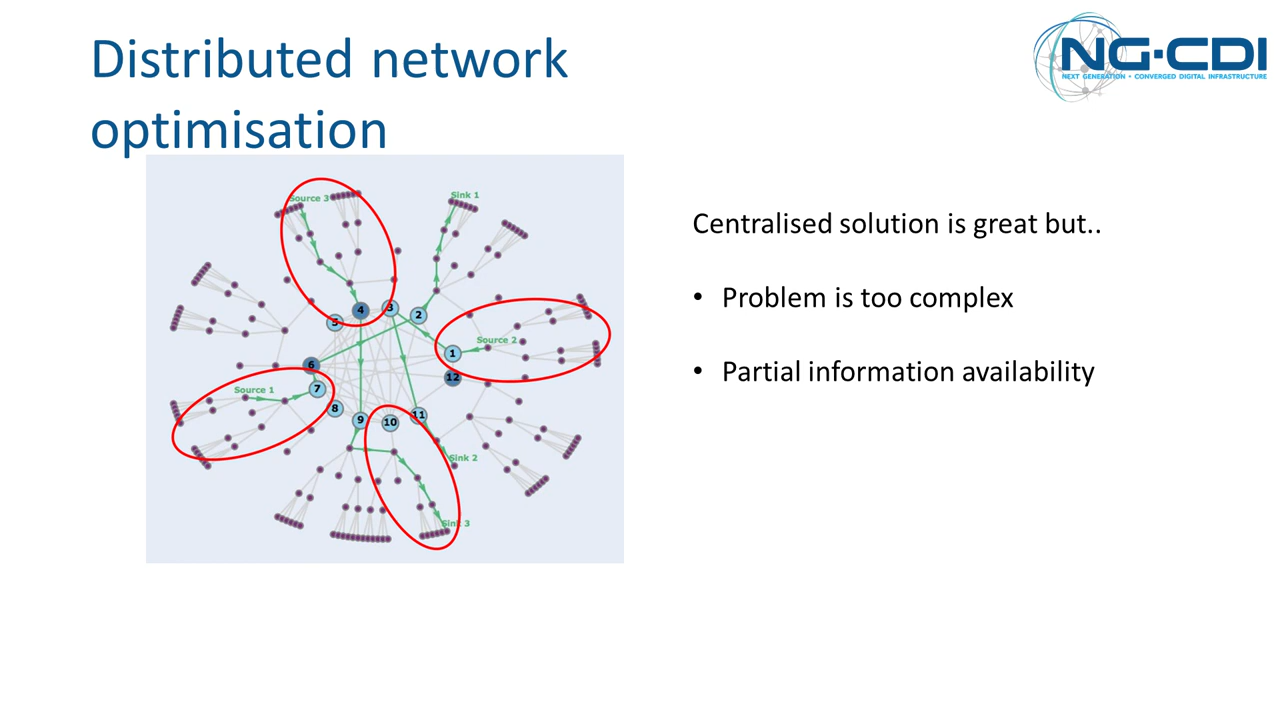 Distributed network
optimisation
NG-CDI
NEXT GENERATION • CONVERGED DIGITAL INFRASTRUCTURE
Source 3
Sink 1
4
3
2
5
Source 2
1
6
12
Source 1
7
8
9
10
11
Sink 2
Sink 3
Centralised solution is great but..
• Problem is too complex
• Partial information availability